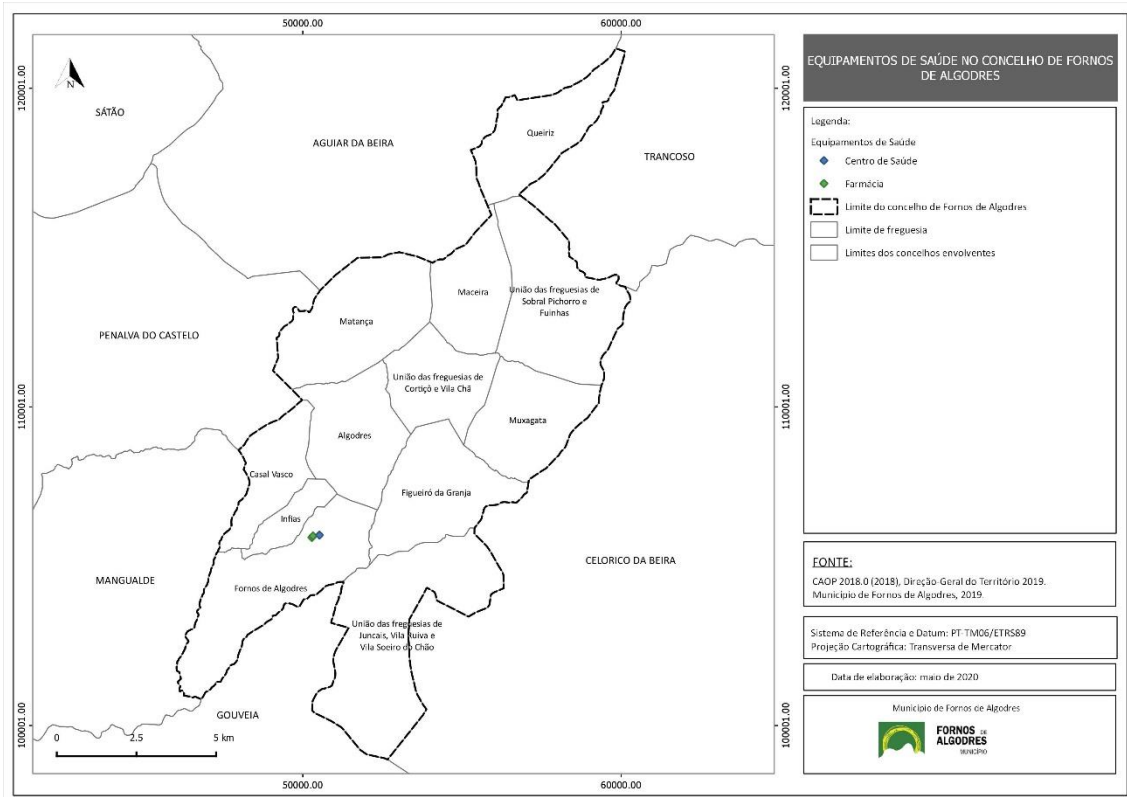 50000.00
60000.00
120001.00
120001.00
N
SÁTÃO
AGUIAR DA BEIRA
Queiriz
TRANCOSO
Maceira
União das freguesias de
Sobral Pichorro e
Fuinhas
Matança
PENALVA DO CASTELO
União das freguesias de
Cortiçô e Vila Chã
110001.00
110001.00
Muxagata
Algodres
Casal Vasco
Figueiró da Granja
Infias
MANGUALDE
CELORICO DA BEIRA
Fornos de Algodres
União das freguesias de
Juncais, Vila Ruiva e
Vila Soeiro do Chão
GOUVEIA
100001.00
100001.00
0 2.5 5 km
50000.00
60000.00
EQUIPAMENTOS DE SAÚDE NO CONCELHO DE FORNOS
DE ALGODRES
Legenda:
Equipamentos de Saúde
Centro de Saúde
Farmácia
Limite do concelho de Fornos de Algodres
Limite de freguesia
Limites dos concelhos envolventes
FONTE:
CAOP 2018.0 (2018), Direção-Geral do Território 2019.
Município de Fornos de Algodres, 2019.
Sistema de Referência e Datum: PT-TM06/ETRS89
Projeção Cartográfica: Transversa de Mercator
Data de elaboração: maio de 2020
Município de Fornos de Algodres
FORNOS DE
ALGODRES
MUNICÍPIO